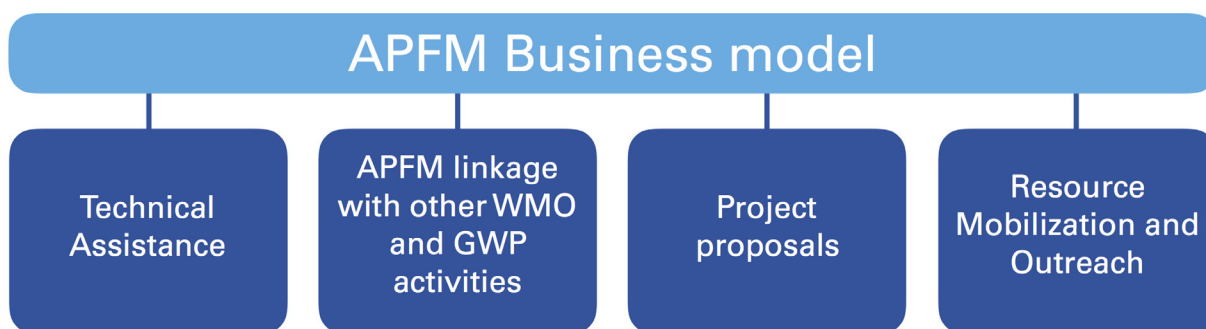 APFM Business model
Technical
Assistance
APFM linkage
with other WMO
and GWP
activities
Project
proposals
Resource
Mobilization and
Outreach